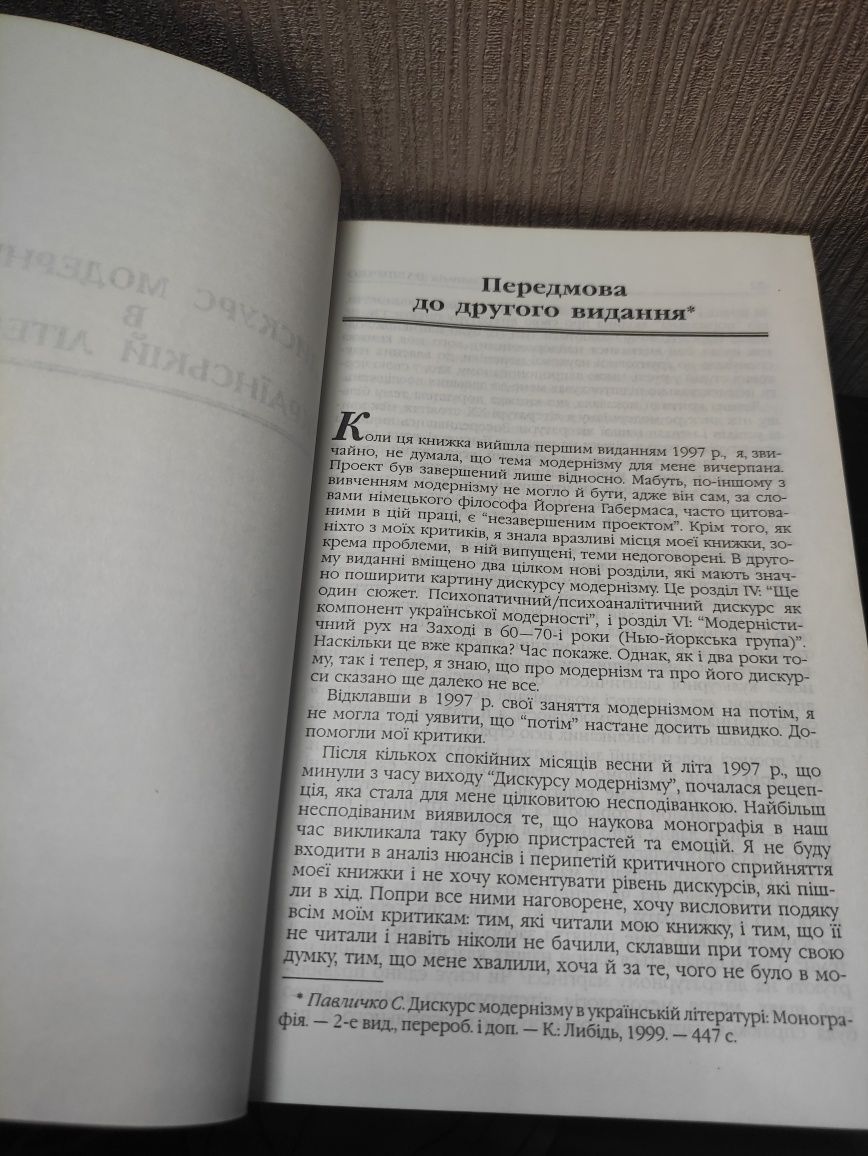 Передмова
до другого видання*
Коли ця книжка вийшла першим виданням 1997 р., я, зви-
чайно, не думала, що тема модернізму для мене вичерпана.
Проект був завершений лише відносно. Мабуть, по-іншому з
вивченням модернізму не могло й бути, адже він сам, за сло-
вами німецького філософа Йорґена Габермаса, часто цитова-
ними в цій праці, є “незавершеним проектом”. Крім того, як
ніхто з моїх критиків, я знала вразливі місця моєї книжки, зо-
крема проблеми, в ній випущені, теми недоговорені. В друго-
му виданні вміщено два цілком нові розділи, які мають знач-
но поширити картину дискурсу модернізму. Це розділ IV: “Ще
один сюжет. Психопатичний/психоаналітичний дискурс як
компонент української модерності”, і розділ VI: “Модерністи-
чний рух на Заході в 60—70-і роки (Нью-йоркська група)”.
Наскільки це вже крапка? Час покаже. Однак, як і два роки то-
му, так і тепер, я знаю, що про модернізм та про його дискур-
си сказано ще далеко не все.
Відклавши в 1997 р. свої заняття модернізмом на потім, я
не могла тоді уявити, що “потім” настане досить швидко. До-
помогли мої критики.
Після кількох спокійних місяців весни й літа 1997 р., що
минули з часу виходу “Дискурсу модернізму”, почалася рецеп-
ція, яка стала для мене цілковитою несподіванкою. Найбільш
несподіваним виявилося те, що наукова монографія в наш
час викликала таку бурю пристрастей та емоцій. Я не буду
входити в аналіз нюансів і перипетій критичного сприйняття
моєї книжки і не хочу коментувати рівень дискурсів, які піш-
ли в хід. Попри все ними наговорене, хочу висловити подяку
всім моїм критикам: тим, які читали мою книжку, і тим, що її
не читали і навіть ніколи не бачили, склавши при тому свою
думку, тим, що мене хвалили, хоча й за те, чого не було в мо-
* Павличко С. Дискурс модернізму в українській літературі: Моногра-
фія. — 2-е вид., перероб. і доп. — К.: Либідь, 1999. — 447 с.